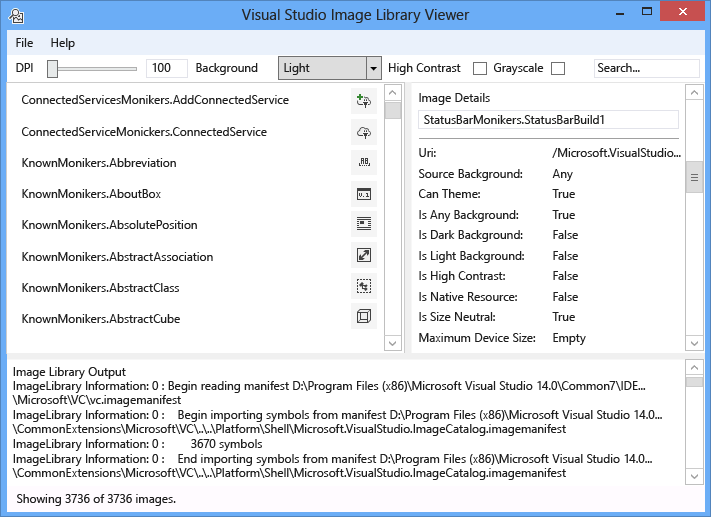 Visual Studio Image Library Viewer
File Help
DPI 100 Background Light High Contrast Grayscale Search...
ConnectedServicesMonikers.AddConnectedService
ConnectedServiceMonickers.ConnectedService
KnownMonikers.Abbreviation
KnownMonikers.AboutBox
KnownMonikers.AbsolutePosition
KnownMonikers.AbstractAssociation
KnownMonikers.AbstractClass
KnownMonikers.AbstractCube
Image Details
StatusBarMonikers.StatusBarBuild1
Uri: /Microsoft.VisualStudio...
Source Background: Any
Can Theme: True
Is Any Background: True
Is Dark Background: False
Is Light Background: False
Is High Contrast: False
Is Native Resource: False
Is Size Neutral: True
Maximum Device Size: Empty
Image Library Output
ImageLibrary Information: 0 : Begin reading manifest D:\Program Files (x86)\Microsoft Visual Studio 14.0\Common7\IDE...
\Microsoft\VC\vc.imagemanifest
ImageLibrary Information: 0 : Begin importing symbols from manifest D:\Program Files (x86)\Microsoft Visual Studio 14.0...
\CommonExtensions\Microsoft\VC\..\..\Platform\Shell\Microsoft.VisualStudio.ImageCatalog.imagemanifest
ImageLibrary Information: 0 : 3670 symbols
ImageLibrary Information: 0 : End importing symbols from manifest D:\Program Files (x86)\Microsoft Visual Studio 14.0...
\CommonExtensions\Microsoft\VC\..\..\Platform\Shell\Microsoft.VisualStudio.ImageCatalog.imagemanifest
Showing 3736 of 3736 images.